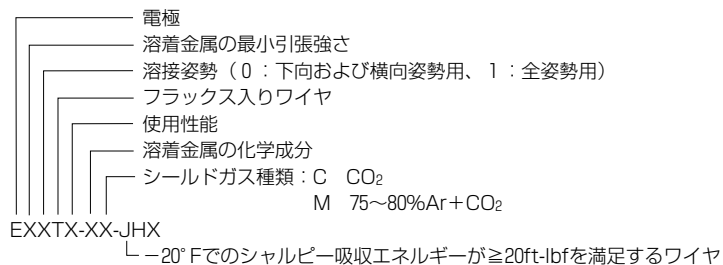 電極
溶着金属の最小引張強さ
溶接姿勢（０：下向および横向姿勢用、１：全姿勢用）
フラックス入りワイヤ
使用性能
溶着金属の化学成分
シールドガス種類：C　CO₂
M　75～80%Ar＋CO₂
EXXTX-XX-JHX
－20°Fでのシャルピー吸収エネルギーが≧20ft-lbfを満足するワイヤ